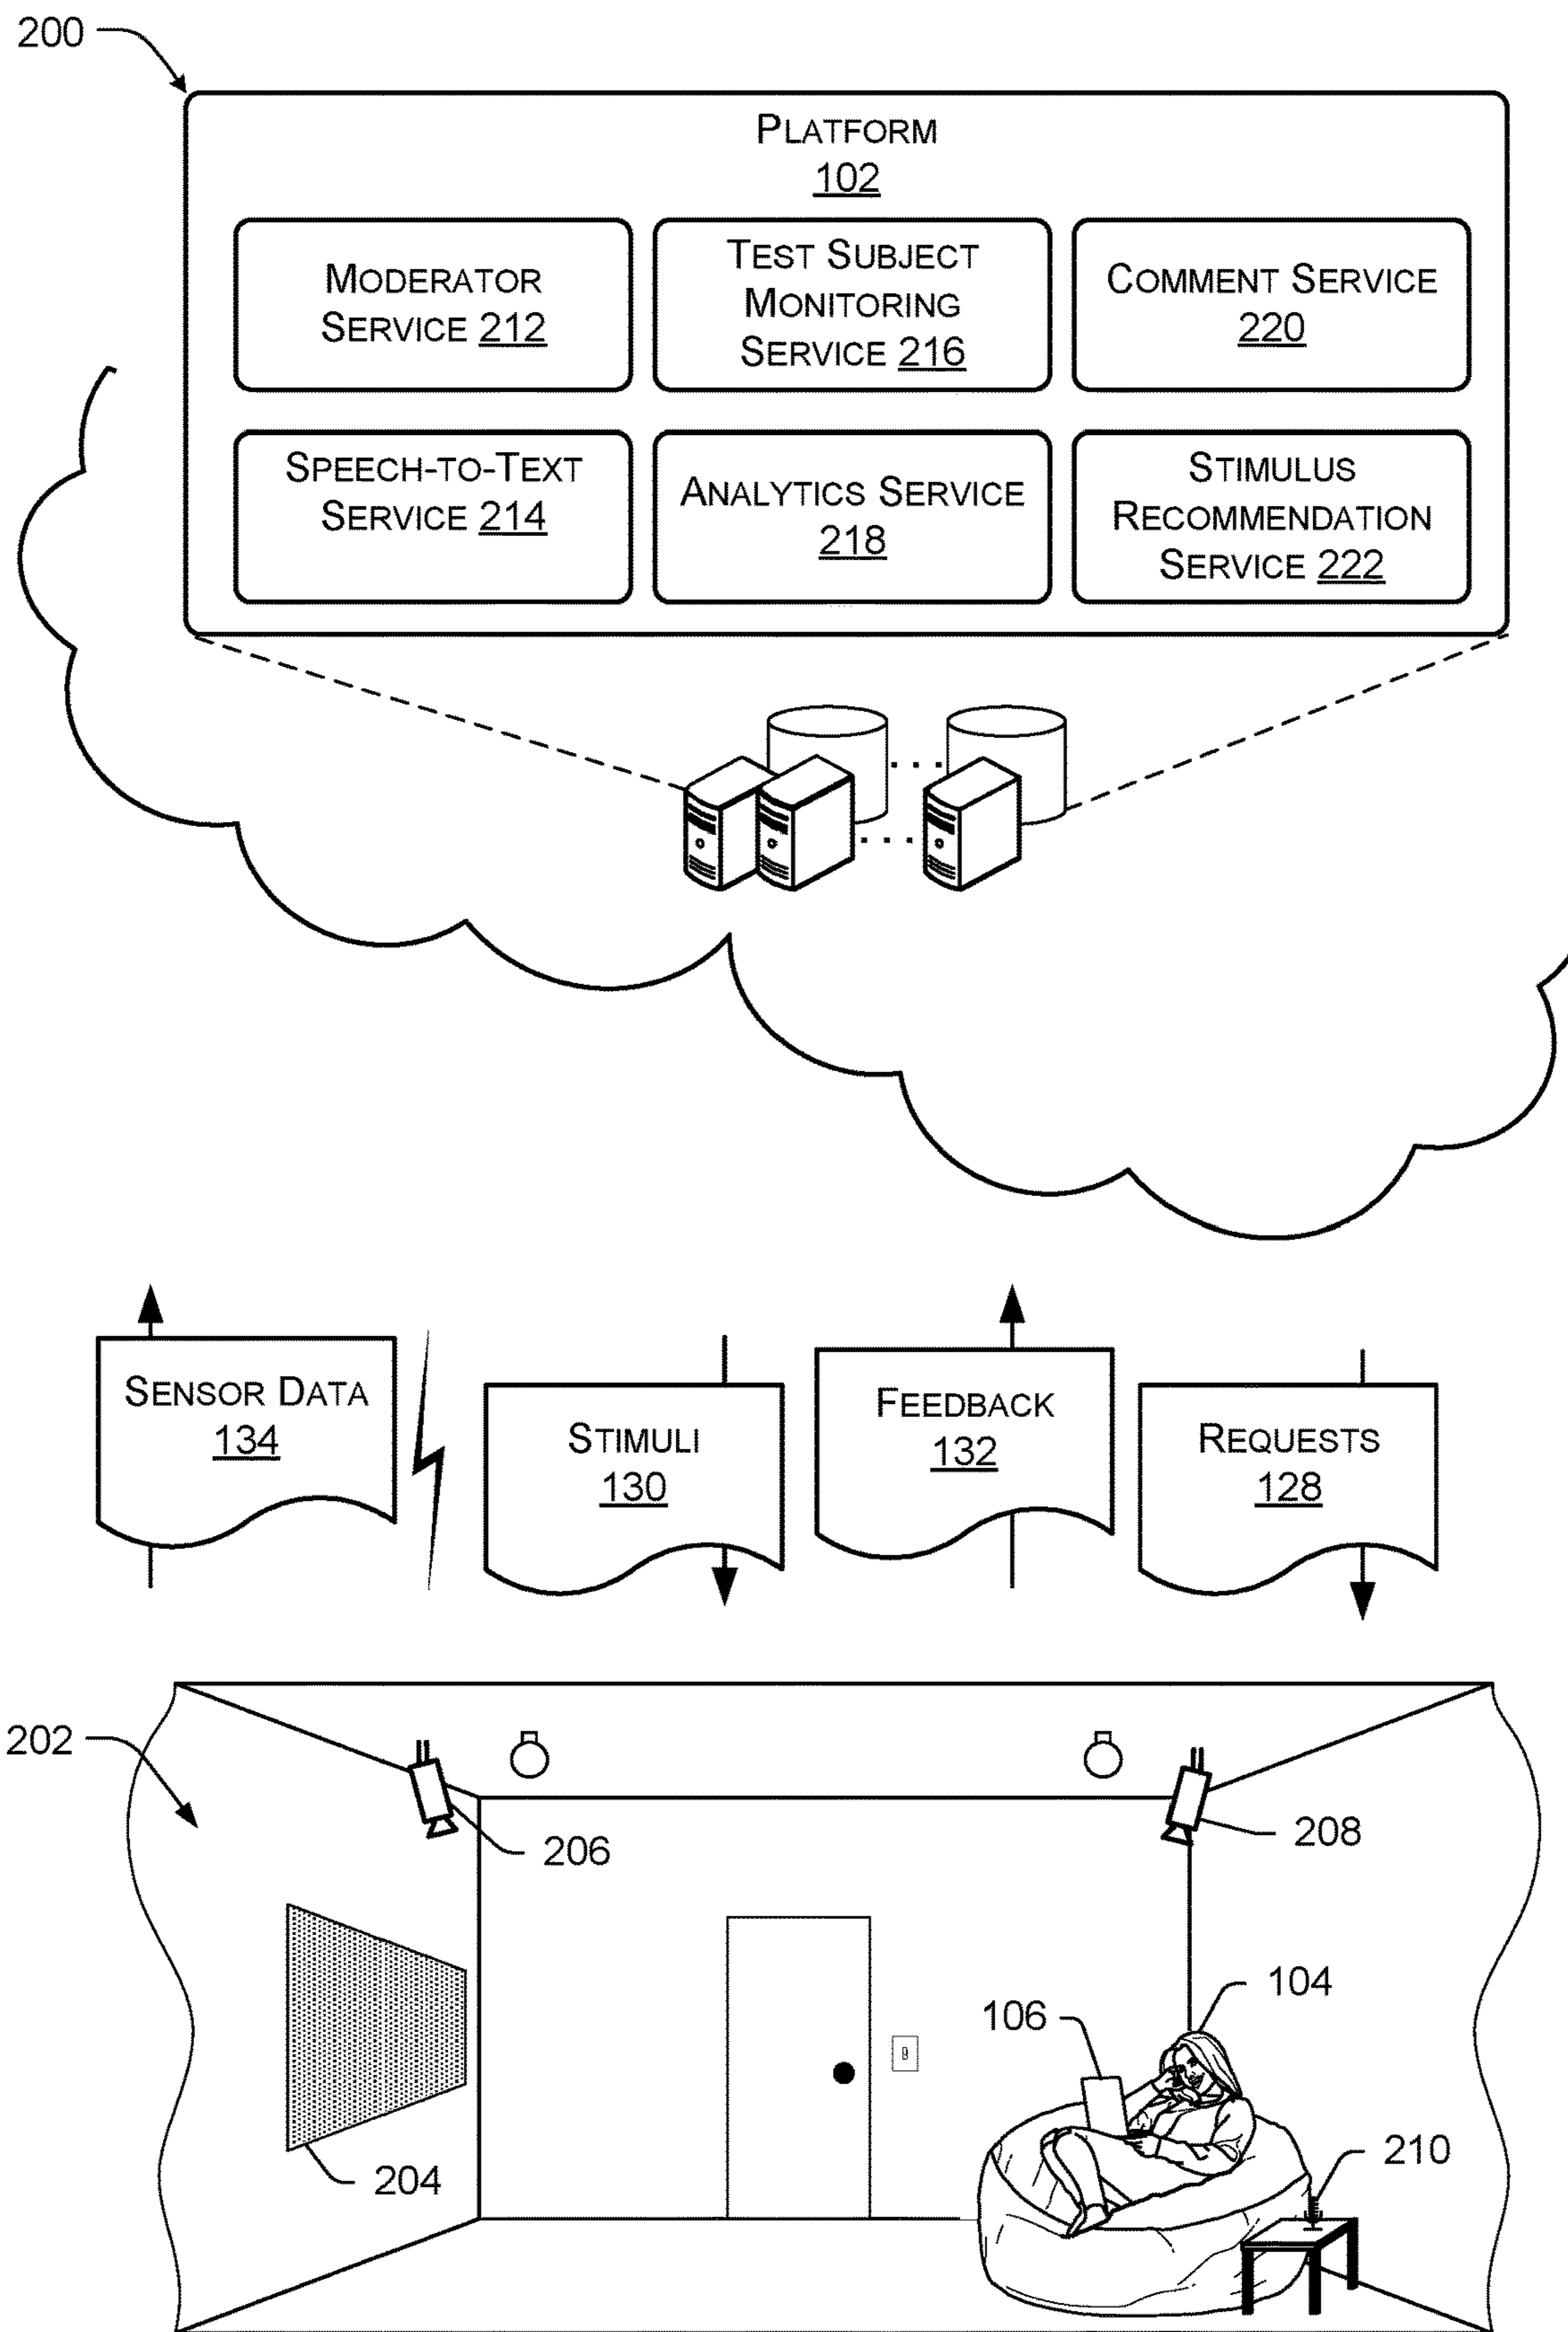 200
PLATFORM
102
MODERATOR
SERVICE 212
TEST SUBJECT
MONITORING
SERVICE 216
COMMENT SERVICE
220
SPEECH-TO-TEXT
SERVICE 214
ANALYTICS SERVICE
218
STIMULUS
RECOMMENDATION
SERVICE 222
SENSOR DATA
134
STIMULI
130
FEEDBACK
132
REQUESTS
128
202
206
208
104
106
204
210